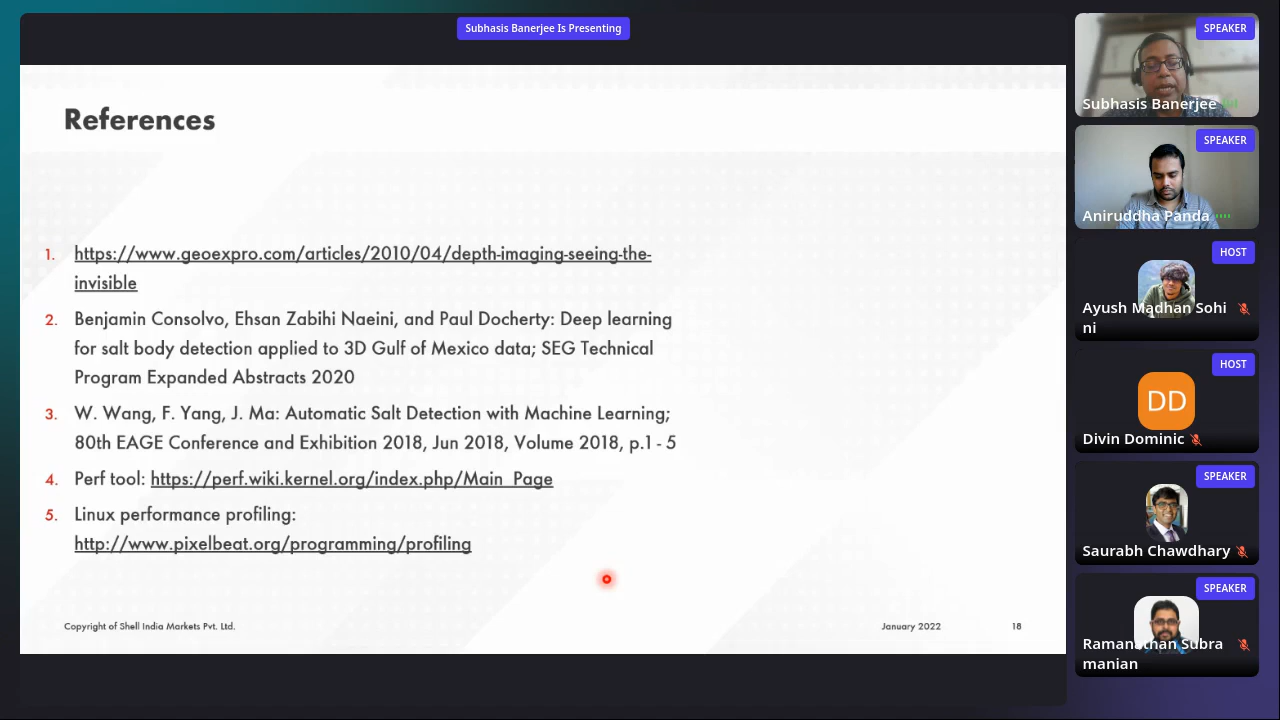 Subhasis Banerjee Is Presenting
References
1. https://www.geoexpro.com/articles/2010/04/depth-imaging-seeing-the-
invisible
2. Benjamin Consolvo, Ehsan Zabihi Naeini, and Paul Docherty: Deep learning
for salt body detection applied to 3D Gulf of Mexico data; SEG Technical
Program Expanded Abstracts 2020
3. W. Wang, F. Yang, J. Ma: Automatic Salt Detection with Machine Learning;
80th EAGE Conference and Exhibition 2018, Jun 2018, Volume 2018, p.1 - 5
4. Perf tool: https://perf.wiki.kernel.org/index.php/Main_Page
5. Linux performance profiling:
http://www.pixelbeat.org/programming/profiling
Copyright of Shell India Markets Pvt. Ltd.
January 2022
18
SPEAKER
Subhasis Banerjee
SPEAKER
Aniruddha Panda
HOST
Ayush Madhan Sohi
ni
HOST
DD
Divin Dominic
SPEAKER
Saurabh Chawdhary
SPEAKER
Ramanathan Subra
manian